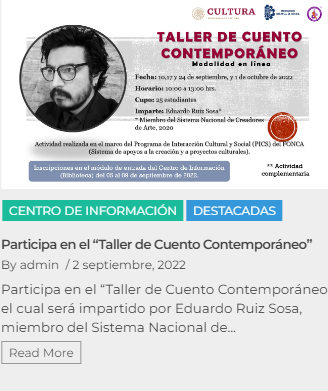 CULTURA
TALLER DE CUENTO
CONTEMPORÁNEO
Modalidad en línea
Fecha: 10,17 y 24 de septiembre, y 1 de octubre de 2022
Horario: 10:00 a 13:00 hrs.
Cupo: 25 estudiantes
Imparte: Eduardo Ruiz Sosa*
* Miembro del Sistema Nacional de Creadores
de Arte, 2020
Actividad realizada en el marco del Programa de Interacción Cultural y Social (PICS) del FONCA
(Sistema de apoyos a la creación y a proyectos culturales).
Inscripciones en el módulo de entrada del Centro de Información
(Biblioteca) del 05 al 09 de septiembre de 2022.
** Actividad
complementaria
CENTRO DE INFORMACIÓN
DESTACADAS
Participa en el “Taller de Cuento Contemporáneo”
By admin / 2 septiembre, 2022
Participa en el “Taller de Cuento Contemporáneo
el cual será impartido por Eduardo Ruiz Sosa,
miembro del Sistema Nacional de...
Read More